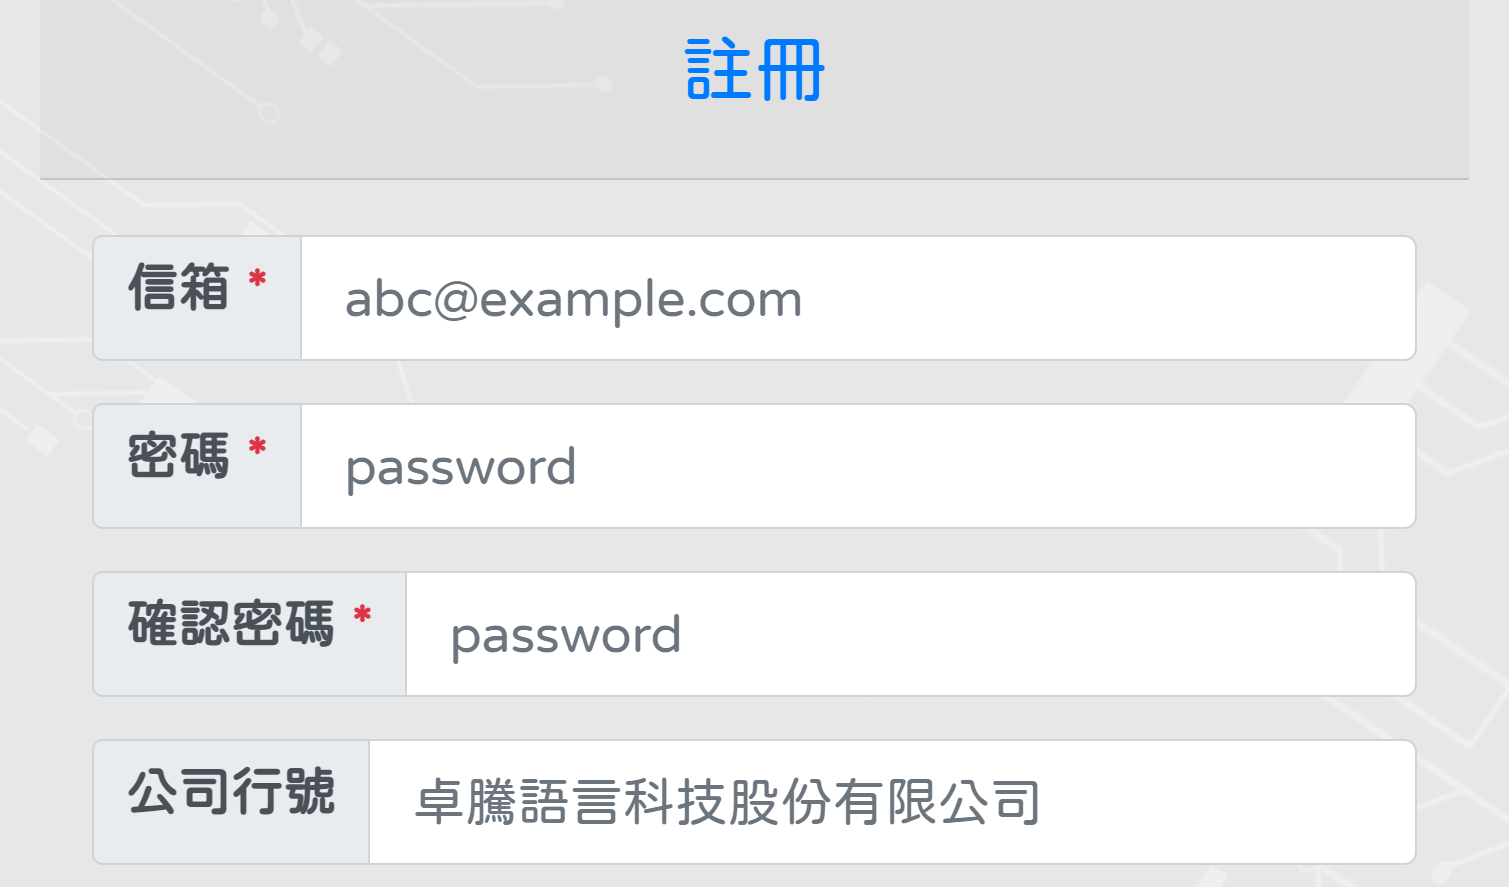 註冊
信箱 *
abc@example.com
密碼 *
password
確認密碼 *
password
公司行號
卓騰語言科技股份有限公司